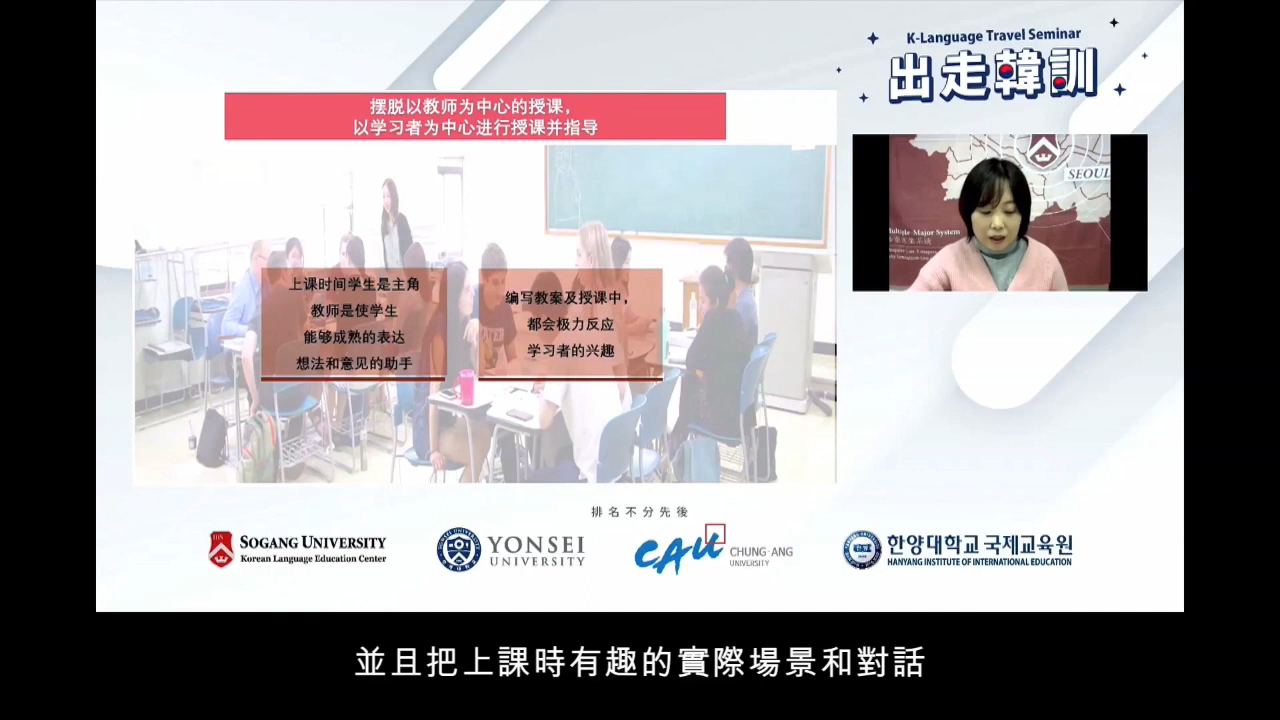 K-Language Travel Seminar
出走韓訓
摆脱以教师为中心的授课，
以学习者为中心进行授课并指导
上课时间学生是主角
教师是使学生
能够成熟的表达
想法和意见的助手
编写教案及授课中，
都会极力反应
学习者的兴趣
SEOUL
Multiple Major System
排名不分先後
SOGANG UNIVERSITY
Korean Language Education Center
YONSEI
UNIVERSITY
CAU
CHUNG-ANG
UNIVERSITY
한양대학교 국제교육원
HANYANG INSTITUTE OF INTERNATIONAL EDUCATION
並且把上課時有趣的實際場景和對話